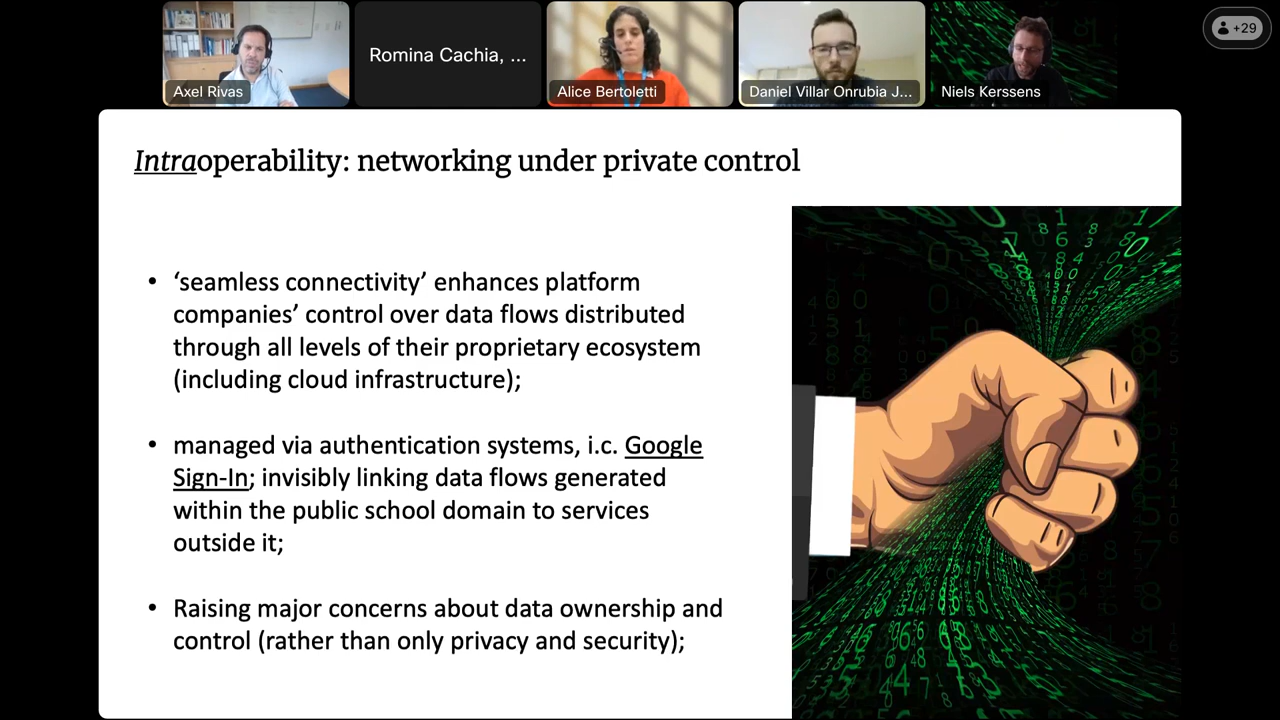 Axel Rivas
Romina Cachia, ...
Alice Bertoletti
Daniel Villar Onrubia J...
Niels Kerssens
+29
Intraoperability: networking under private control
• ‘seamless connectivity’ enhances platform
companies’ control over data flows distributed
through all levels of their proprietary ecosystem
(including cloud infrastructure);
• managed via authentication systems, i.c. Google
Sign-In; invisibly linking data flows generated
within the public school domain to services
outside it;
• Raising major concerns about data ownership and
control (rather than only privacy and security);